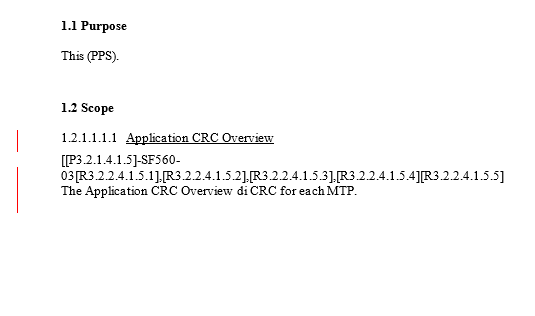 1.1 Purpose
This (PPS).
1.2 Scope
1.2.1.1.1.1 Application CRC Overview
[[P3.2.1.4.1.5]-SF560-
03[R3.2.2.4.1.5.1],[R3.2.2.4.1.5.2],[R3.2.2.4.1.5.3],[R3.2.2.4.1.5.4][R3.2.2.4.1.5.5]
The Application CRC Overview di CRC for each MTP.